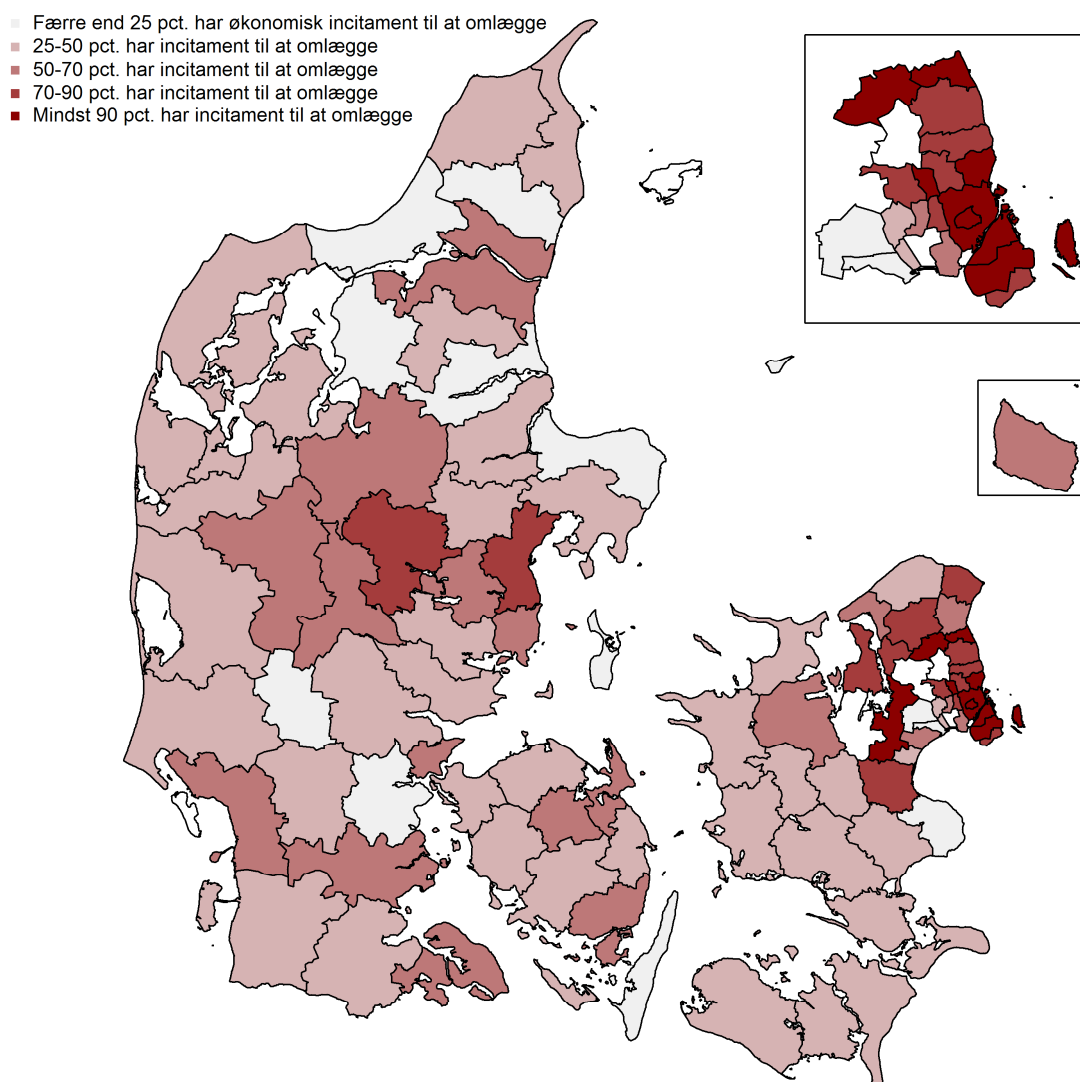 Færre end 25 pct. har økonomisk incitament til at omlægge
25-50 pct. har incitament til at omlægge
50-70 pct. har incitament til at omlægge
70-90 pct. har incitament til at omlægge
Mindst 90 pct. har incitament til at omlægge